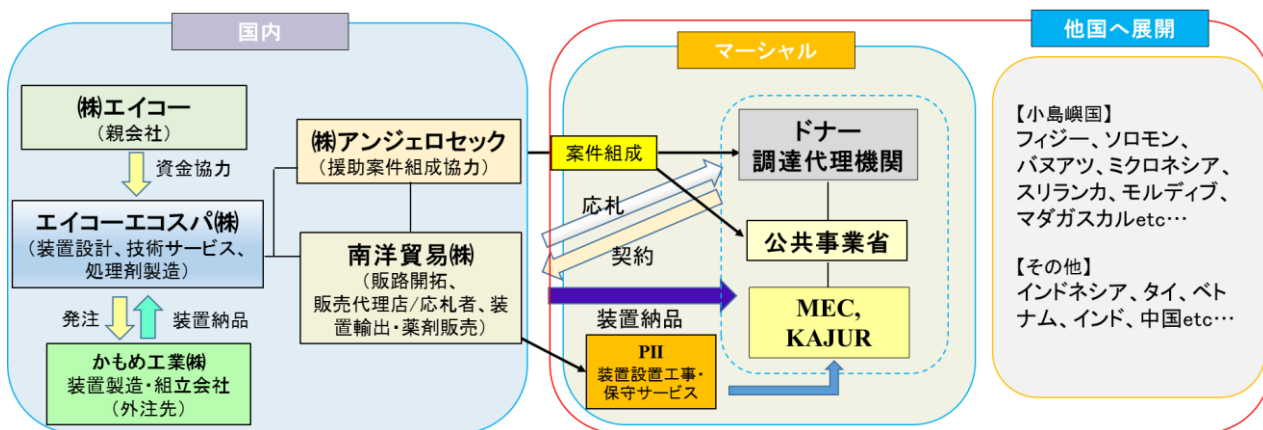 国内
㈱エイコー
(親会社)
資金協力
エイコーエコスパ㈱
(装置設計、技術サービス、
処理剤製造)
発注
装置納品
かもめ工業㈱
装置製造・組立会社
(外注先)
㈱アンジェロセック
(援助案件組成協力)
南洋貿易㈱
(販路開拓、
販売代理店/応札者、装
置輸出・薬剤販売)
マーシャル
案件組成
応札
契約
装置納品
PII
装置設置工事・
保守サービス
ドナー
調達代理機関
公共事業省
MEC,
KAJUR
他国へ展開
【小島嶼国】
フィジー、ソロモン、
バヌアツ、ミクロネシア、
スリランカ、モルディブ、
マダガスカルetc…
【その他】
インドネシア、タイ、ベト
ナム、インド、中国etc…